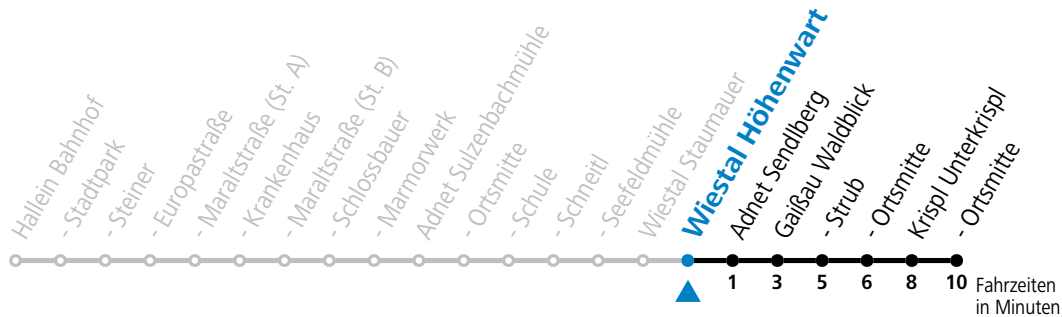 Hallein Bahnhof
- Stadtpark
- Steiner
- Europastraße
- Maraltstraße (St. A)
- Krankenhaus
- Maraltstraße (St. B)
- Schlossbauer
- Marmorwerk
Adnet Sulzenbachmühle
- Ortsmitte
- Schule
- Schneitl
- Seefeldmühle
Wiestal Staumauer
Wiestal Höhenwart
Adnet Sendlberg
Gaißau Waldblick
- Strub
- Ortsmitte
Krispl Unterkrispl
- Ortsmitte
1 3 5 6 8 10 Fahrzeiten
in Minuten